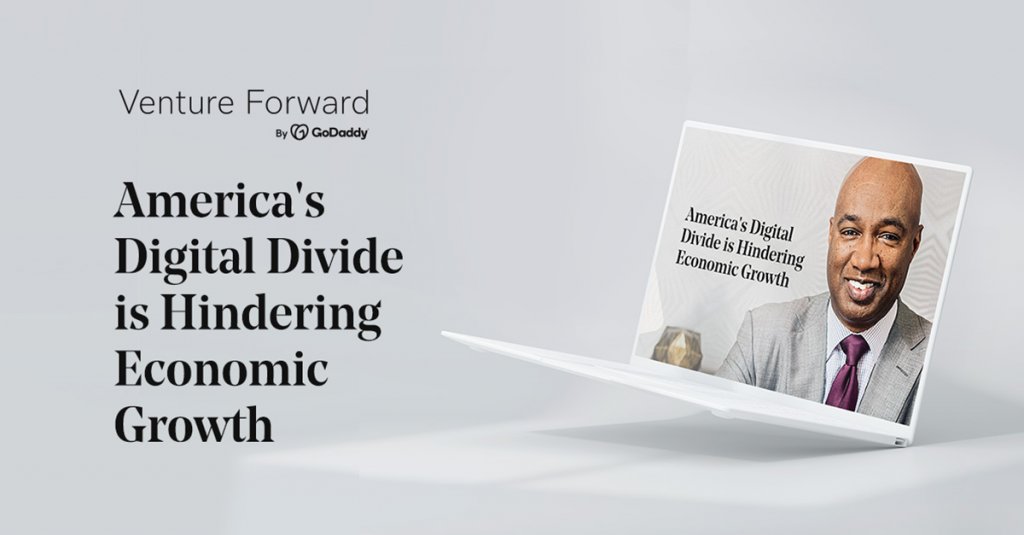 Venture Forward
By GoDaddy
America's
Digital Divide
is Hindering
Economic
Growth
America's Digital
Divide is Hindering
Economic Growth